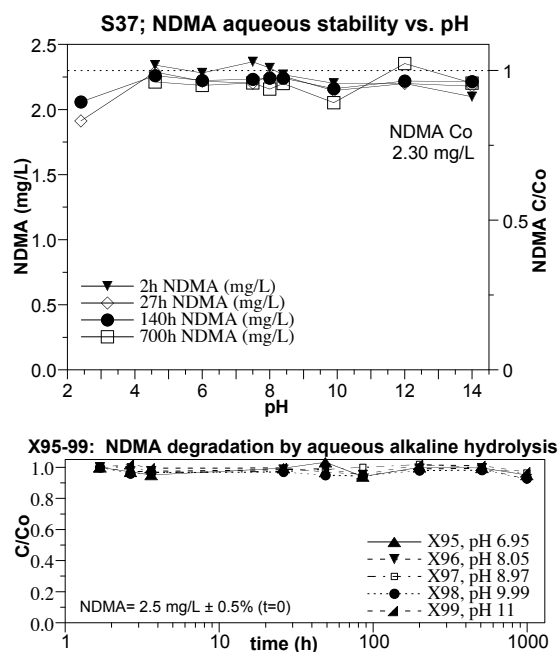 S37; NDMA aqueous stability vs. pH
2.5
2.0
1.5
1.0
0.5
0.0
NDMA (mg/L)
1
0.5
0
NDMA C/Co
NDMA Co
2.30 mg/L
2h NDMA (mg/L)
27h NDMA (mg/L)
140h NDMA (mg/L)
700h NDMA (mg/L)
2 4 6 8 10 12 14
pH
X95-99: NDMA degradation by aqueous alkaline hydrolysis
1.0
0.8
0.6
0.4
0.2
0.0
C/Co
X95, pH 6.95
X96, pH 8.05
X97, pH 8.97
X98, pH 9.99
X99, pH 11
NDMA= 2.5 mg/L ± 0.5% (t=0)
1 10 100 1000
time (h)